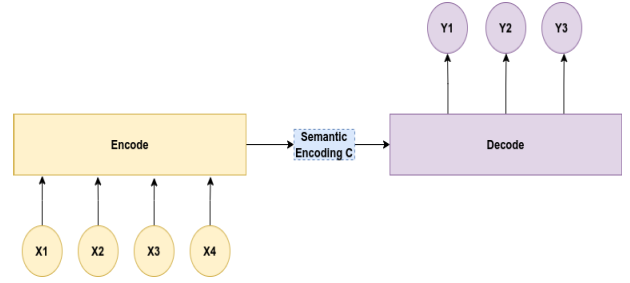 Y1 Y2 Y3
Encode
Semantic
Encoding C
Decode
X1 X2 X3 X4